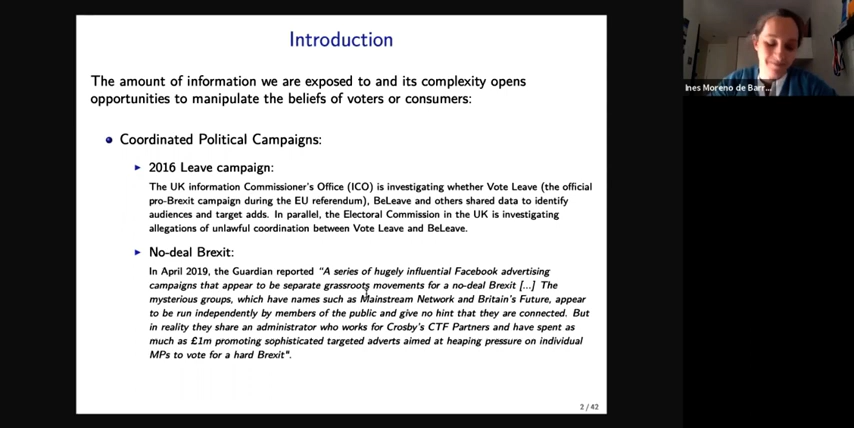 Introduction
The amount of information we are exposed to and its complexity opens
opportunities to manipulate the beliefs of voters or consumers:
Coordinated Political Campaigns:
2016 Leave campaign:
The UK information Commissioner's Office (ICO) is investigating whether Vote Leave (the official
pro-Brexit campaign during the EU referendum), BeLeave and others shared data to identify
audiences and target adds. In parallel, the Electoral Commission in the UK is investigating
allegations of unlawful coordination between Vote Leave and BeLeave.
No-deal Brexit:
In April 2019, the Guardian reported "A series of hugely influential Facebook advertising
campaigns that appear to be separate grassroots movements for a no-deal Brexit [...] The
mysterious groups, which have names such as Mainstream Network and Britain's Future, appear
to be run independently by members of the public and give no hint that they are connected. But
in reality they share an administrator who works for Crosby's CTF Partners and have spent as
much as £1m promoting sophisticated targeted adverts aimed at heaping pressure on individual
MPs to vote for a hard Brexit".
2 / 42
Ines Moreno de Barr...